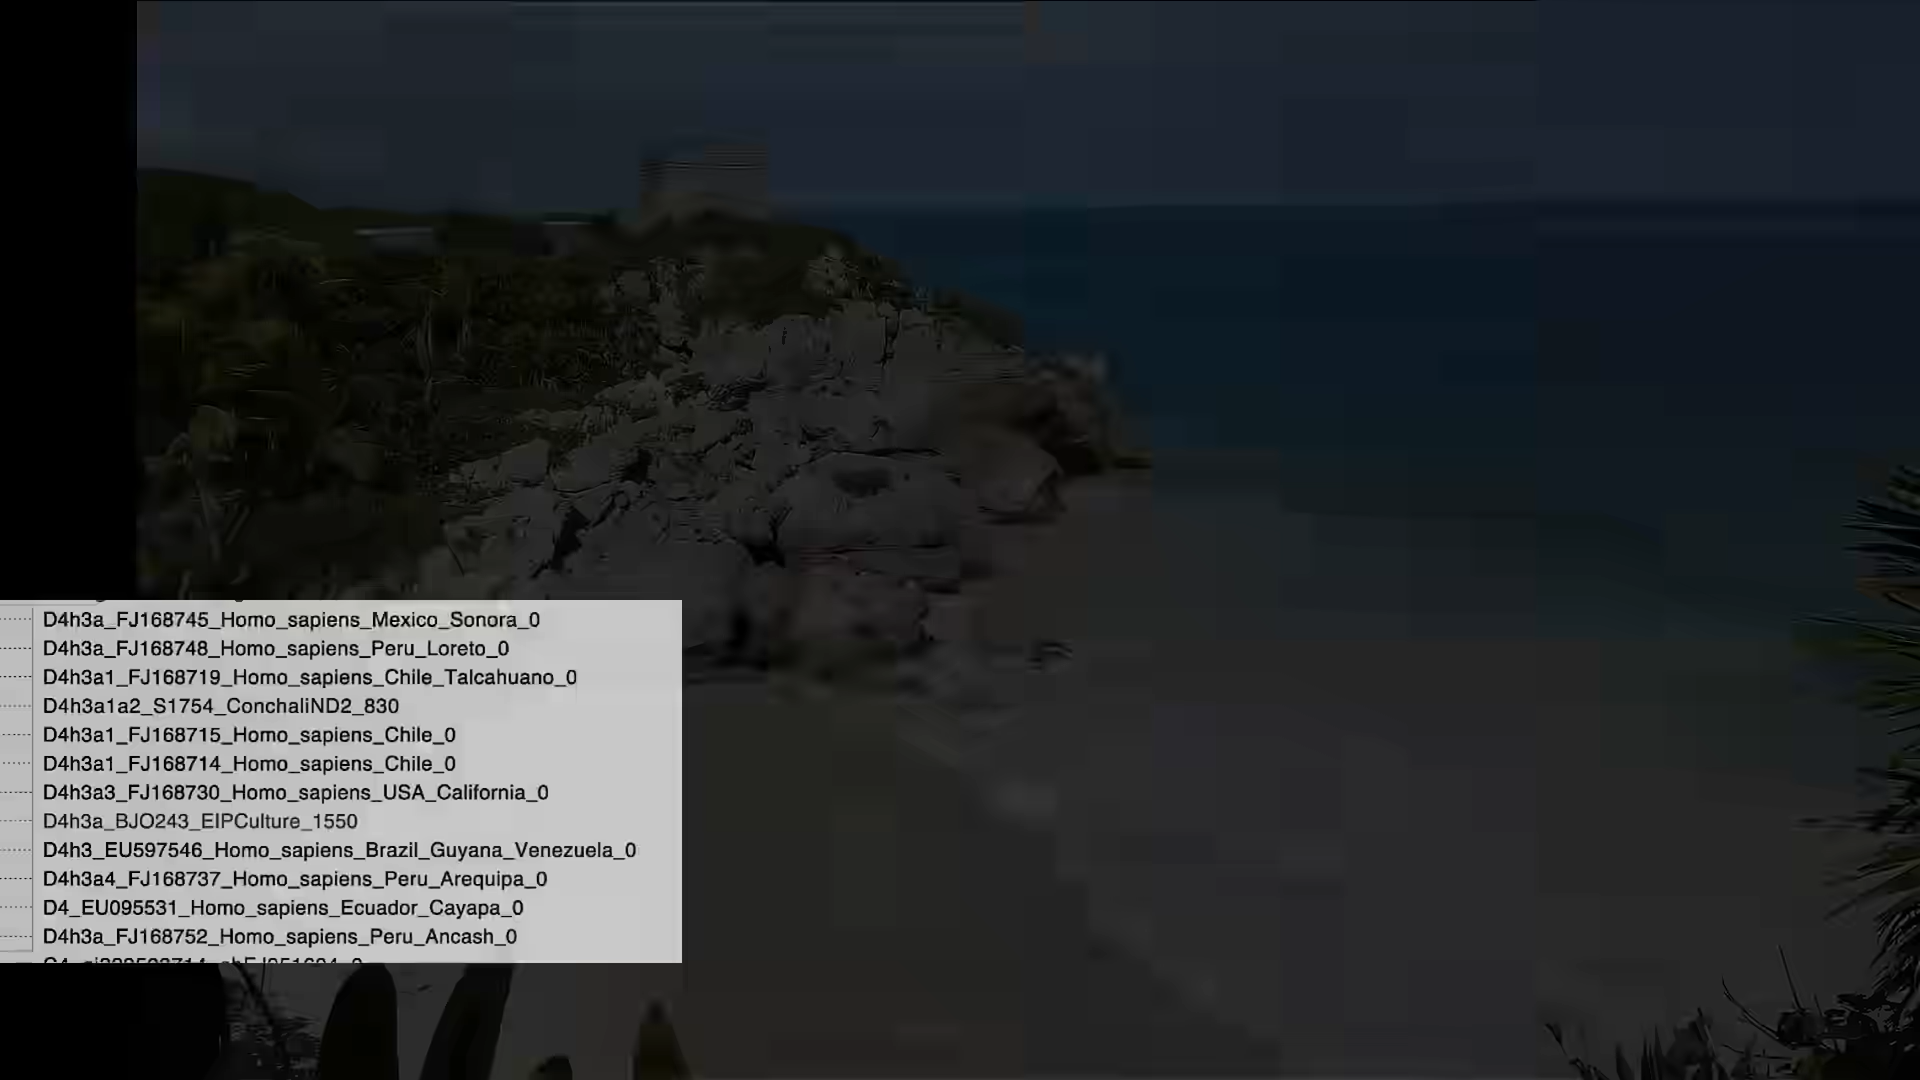 D4h3a_FJ168745_Homo_sapiens_Mexico_Sonora_0
D4h3a_FJ168748_Homo_sapiens_Peru_Loreto_0
D4h3a1_FJ168719_Homo_sapiens_Chile_Talcahuano_0
D4h3a1a2_S1754_ConchaliND2_830
D4h3a1_FJ168715_Homo_sapiens_Chile_0
D4h3a1_FJ168714_Homo_sapiens_Chile_0
D4h3a3_FJ168730_Homo_sapiens_USA_California_0
D4h3a_BJO243_EIPCulture_1550
D4h3_EU597546_Homo_sapiens_Brazil_Guyana_Venezuela_0
D4h3a4_FJ168737_Homo_sapiens_Peru_Arequipa_0
D4_EU095531_Homo_sapiens_Ecuador_Cayapa_0
D4h3a_FJ168752_Homo_sapiens_Peru_Ancash_0